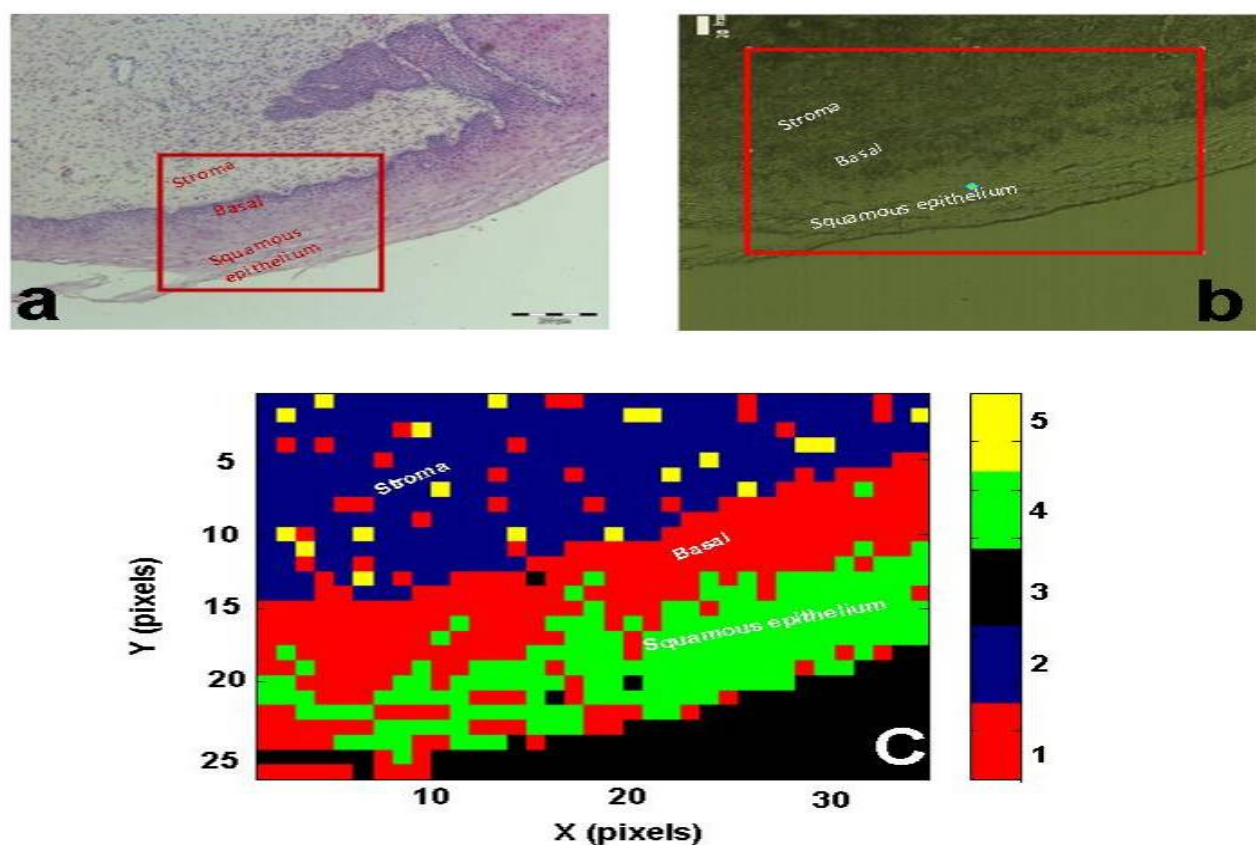 Stroma
Basal
Squamous
epithelium
a
Stroma
Basal
Squamous epithelium
b
5
10
15
20
25
Y (pixels)
10
20
30
X (pixels)
Stroma
Basal
Squamous epithelium
C
5
4
3
2
1